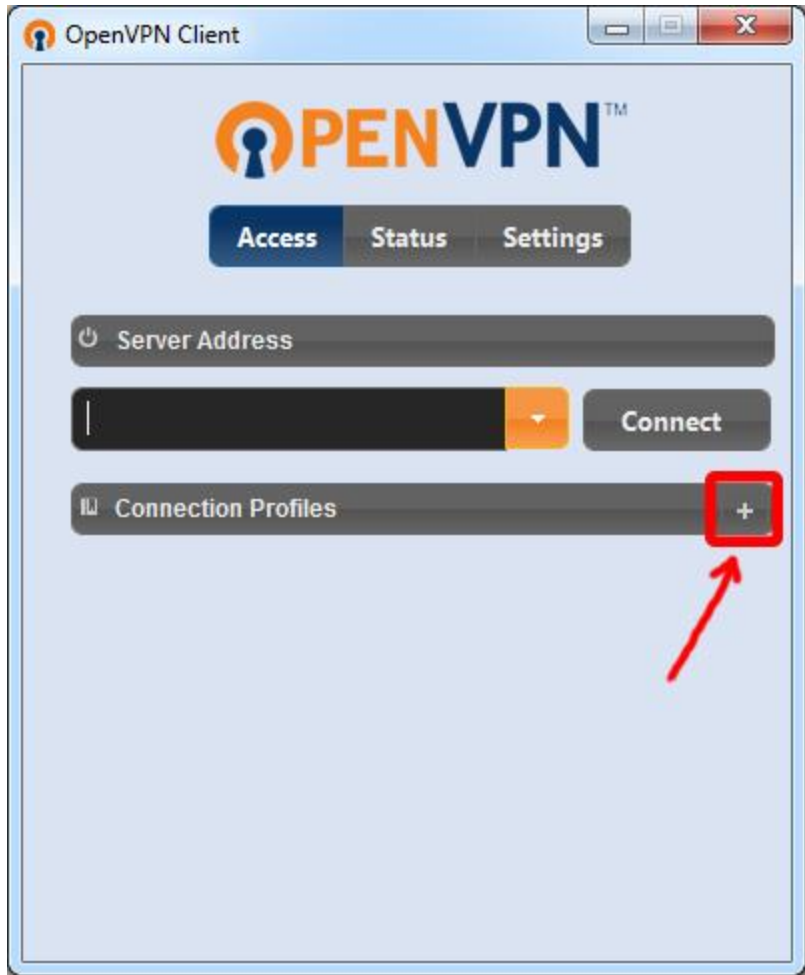 OpenVPN Client
OPENVPN™
Access Status Settings
Server Address
Connect
Connection Profiles +